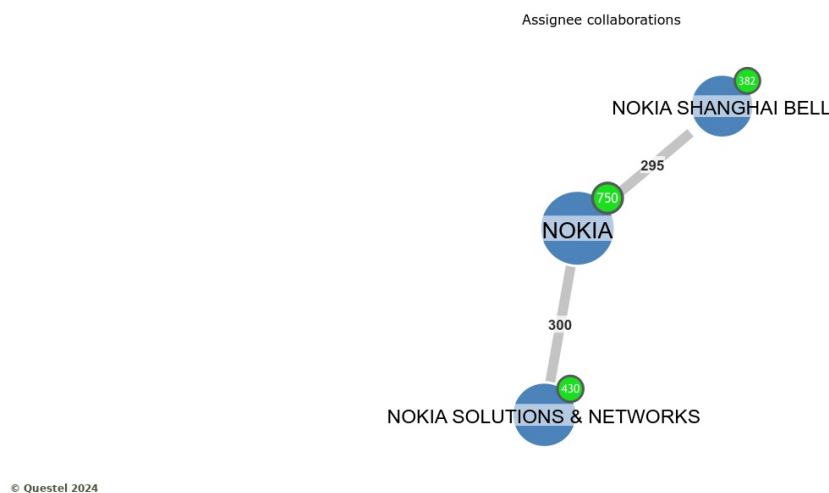 Assignee collaborations
382
NOKIA SHANGHAI BELL
295
750
NOKIA
300
430
NOKIA SOLUTIONS & NETWORKS
© Questel 2024